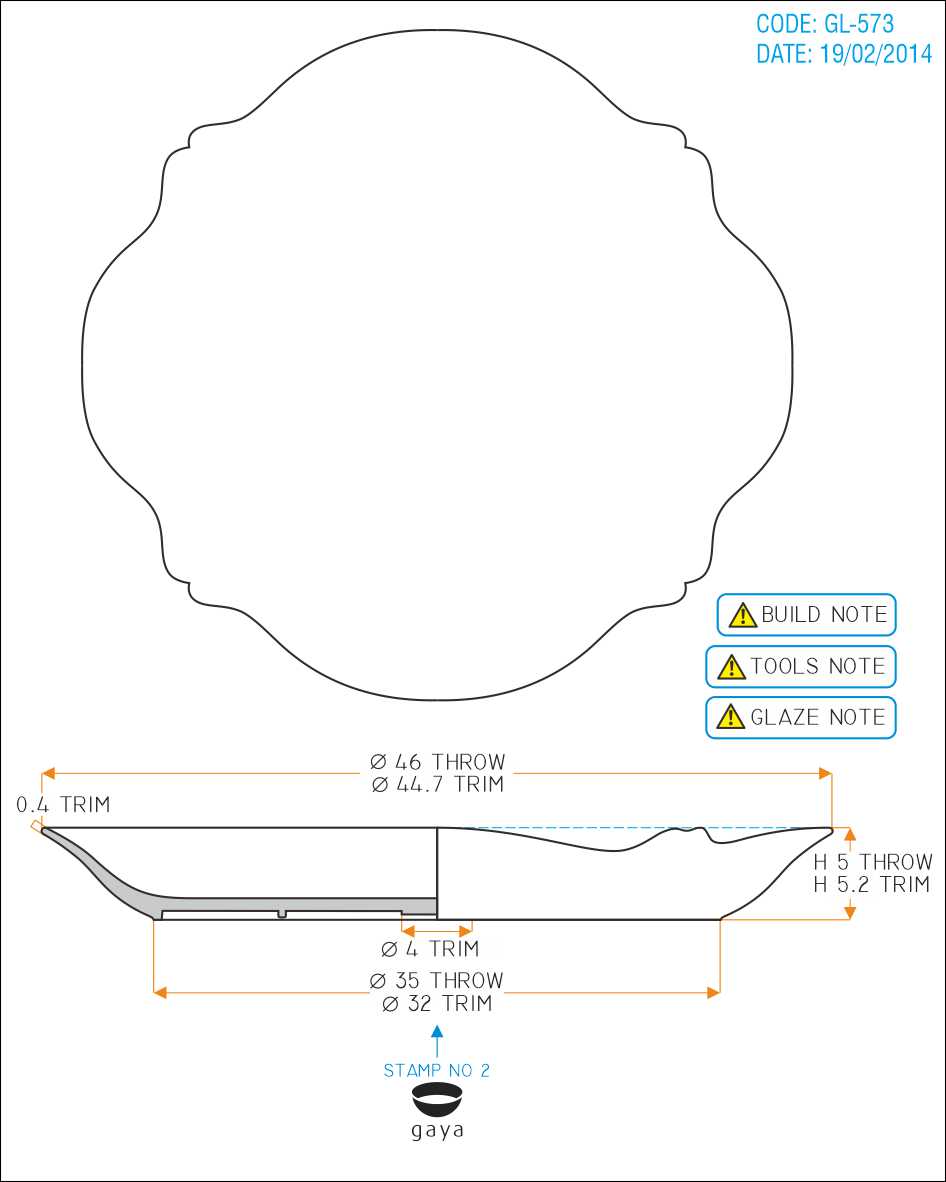 CODE: GL-573
DATE: 19/02/2014
BUILD NOTE
TOOLS NOTE
GLAZE NOTE
Ø 46 THROW
Ø 44.7 TRIM
0.4 TRIM
H 5 THROW
H 5.2 TRIM
Ø 4 TRIM
Ø 35 THROW
Ø 32 TRIM
STAMP NO 2
gaya